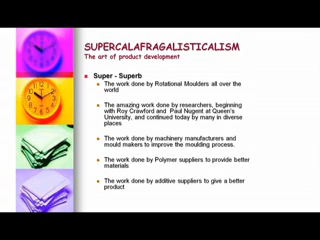 SUPERCALAFRAGALISTICALISM
The art of product development
Super - Superb
The work done by Rotational Moulders all over the
world
The amazing work done by researchers, beginning
with Roy Crawford and Paul Nugent at Queen's
University, and continued today by many in diverse
places
The work done by machinery manufacturers and
mould makers to improve the moulding process.
The work done by Polymer suppliers to provide better
materials
The work done by additive suppliers to give a better
product